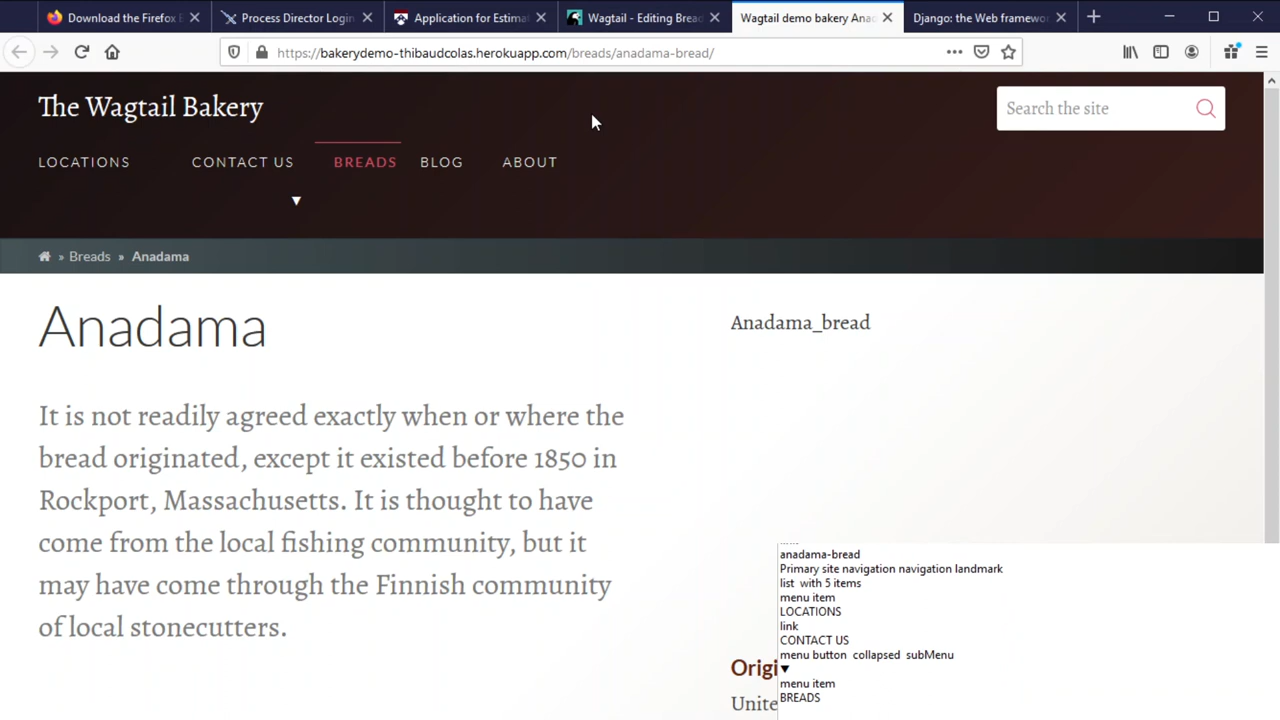 Download the Firefox
Process Director Login
Application for Estima
Wagtail - Editing Brea
Wagtail demo bakery Ana
Django: the Web framewo
https://bakerydemo-thibaudcolas.herokuapp.com/breads/anadama-bread/
The Wagtail Bakery
Search the site
LOCATIONS CONTACT US BREADS BLOG ABOUT
▼
» Breads » Anadama
Anadama
Anadama_bread
It is not readily agreed exactly when or where the
bread originated, except it existed before 1850 in
Rockport, Massachusetts. It is thought to have
come from the local fishing community, but it
may have come through the Finnish community
of local stonecutters.
Origi
Unite
anadama-bread
Primary site navigation navigation landmark
list with 5 items
menu item
LOCATIONS
link
CONTACT US
menu button collapsed subMenu
▼
menu item
BREADS